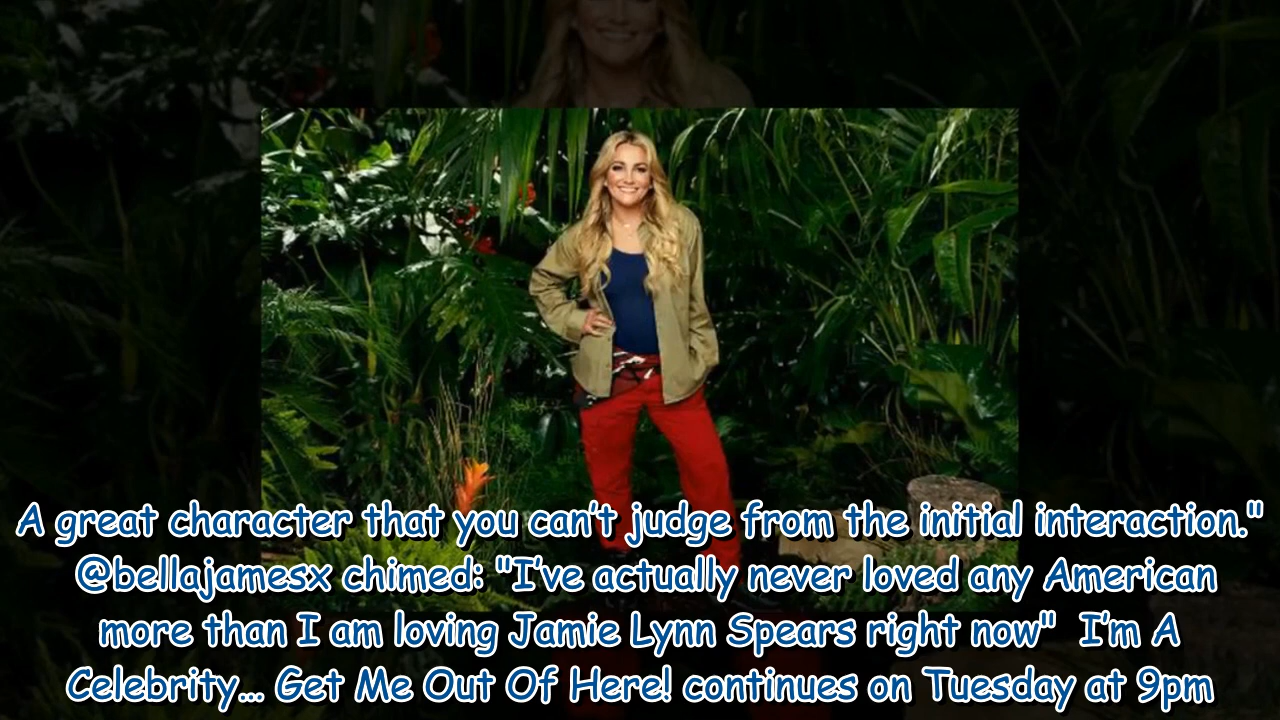 A great character that you can't judge from the initial interaction."
@bellajamesx chimed: "I've actually never loved any American
more than I am loving Jamie Lynn Spears right now"  I'm A
Celebrity... Get Me Out Of Here! continues on Tuesday at 9pm